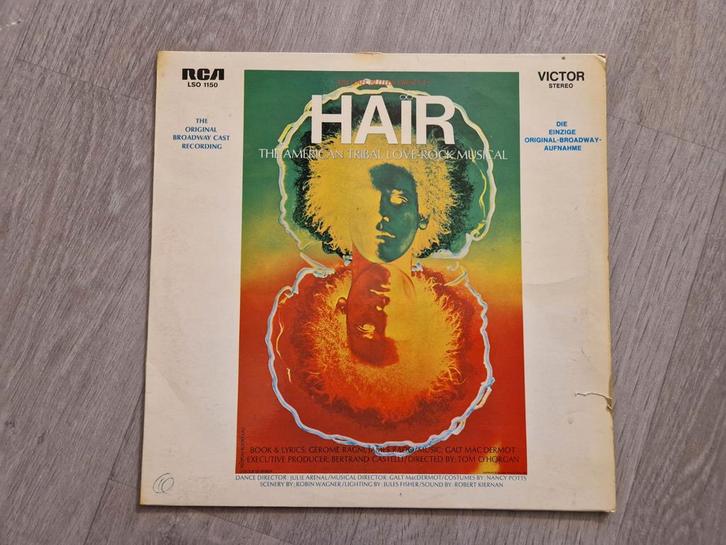 RCA
LSO 1150
VICTOR
STEREO
THE
ORIGINAL
BROADWAY CAST
RECORDING
DIE
EINZIGE
ORIGINAL-BROADWAY-
AUFNAHME
HAIR
THE AMERICAN TRIBAL LOVE-ROCK MUSICAL
BOOK & LYRICS: GEROME RAGNI/JAMES RADO/MUSIC: GALT MAC DERMOT
EXECUTIVE PRODUCER: BERTRAND CASTELLI/DIRECTED BY: TOM O'HORGAN
DANCE DIRECTOR: JULIE ARENAL/MUSICAL DIRECTOR: GALT MacDERMOT/COSTUMES BY: NANCY POTTS
SCENERY BY: ROBIN WAGNER/LIGHTING BY: JULES FISHER/SOUND BY: ROBERT KIERNAN